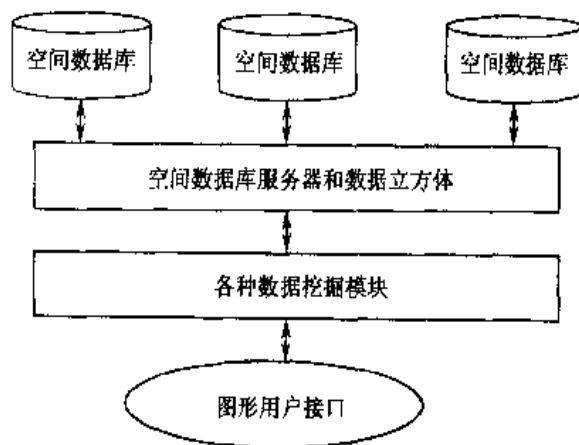 空间数据库
空间数据库
空间数据库
空间数据库服务器和数据立方体
各种数据挖掘模块
图形用户接口